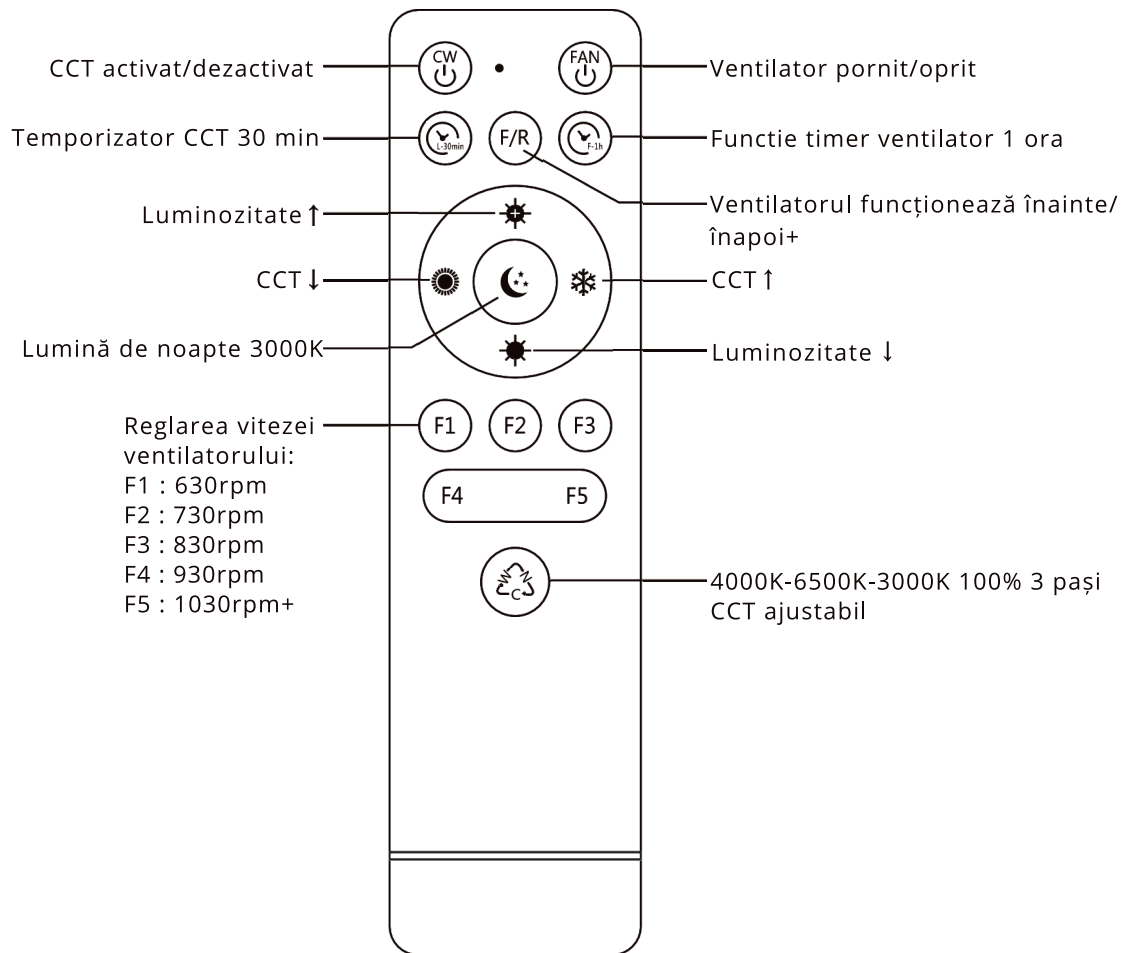 CW
FAN
CCT activat/dezactivat
Ventilator pornit/oprit
Temporizator CCT 30 min
L-30min
F/R
F-1h
Functie timer ventilator 1 ora
Luminozitate ↑
Ventilatorul funcționează înainte/
înapoi+
CCT ↓
CCT ↑
Lumină de noapte 3000K
Luminozitate ↓
Reglarea vitezei
ventilatorului:
F1 : 630rpm
F2 : 730rpm
F3 : 830rpm
F4 : 930rpm
F5 : 1030rpm+
F1
F2
F3
F4
F5
W
N
C
4000K-6500K-3000K 100% 3 pași
CCT ajustabil